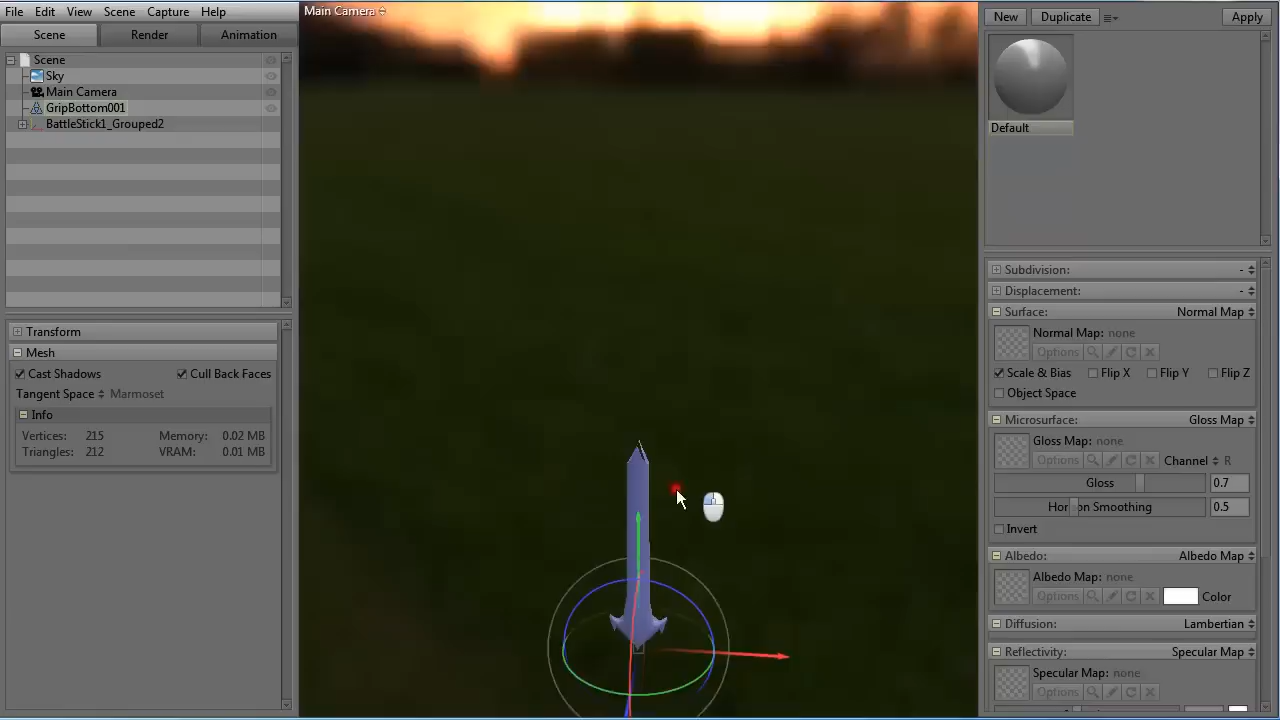 File Edit View Scene Capture Help
Scene Render Animation
Scene
Sky
Main Camera
GripBottom001
BattleStick1_Grouped2
Transform
Mesh
Cast Shadows Cull Back Faces
Tangent Space Marmoset
Info
Vertices: 215 Memory: 0.02 MB
Triangles: 212 VRAM: 0.01 MB
Main Camera
New Duplicate Apply
Default
Subdivision: -
Displacement: -
Surface: Normal Map
Normal Map: none
Options
Scale & Bias Flip X Flip Y Flip Z
Object Space
Microsurface: Gloss Map
Gloss Map: none
Options Channel R
Gloss 0.7
Horizon Smoothing 0.5
Invert
Albedo: Albedo Map
Albedo Map: none
Options Color
Diffusion: Lambertian
Reflectivity: Specular Map
Specular Map: none
Options